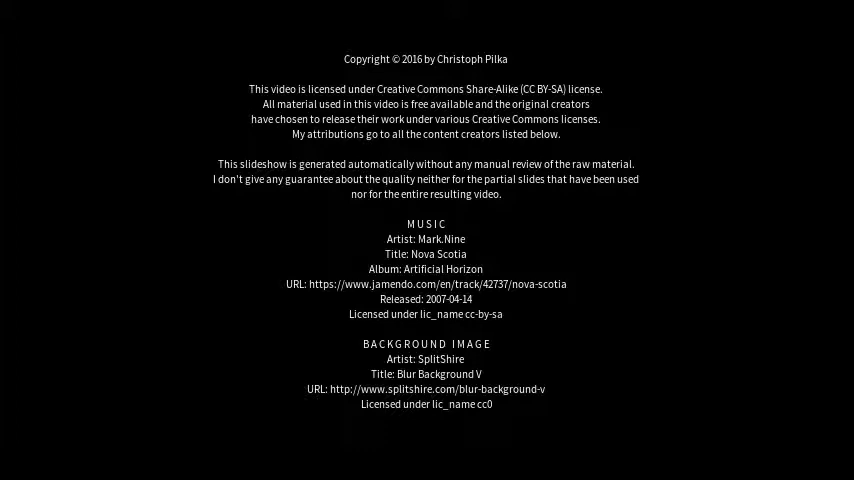 Copyright © 2016 by Christoph Pilka
This video is licensed under Creative Commons Share-Alike (CC BY-SA) license.
All material used in this video is free available and the original creators
have chosen to release their work under various Creative Commons licenses.
My attributions go to all the content creators listed below.
This slideshow is generated automatically without any manual review of the raw material.
I don't give any guarantee about the quality neither for the partial slides that have been used
nor for the entire resulting video.
MUSIC
Artist: Mark.Nine
Title: Nova Scotia
Album: Artificial Horizon
URL: https://www.jamendo.com/en/track/42737/nova-scotia
Released: 2007-04-14
Licensed under lic_name cc-by-sa
BACKGROUND IMAGE
Artist: SplitShire
Title: Blur Background V
URL: http://www.splitshire.com/blur-background-v
Licensed under lic_name cc0